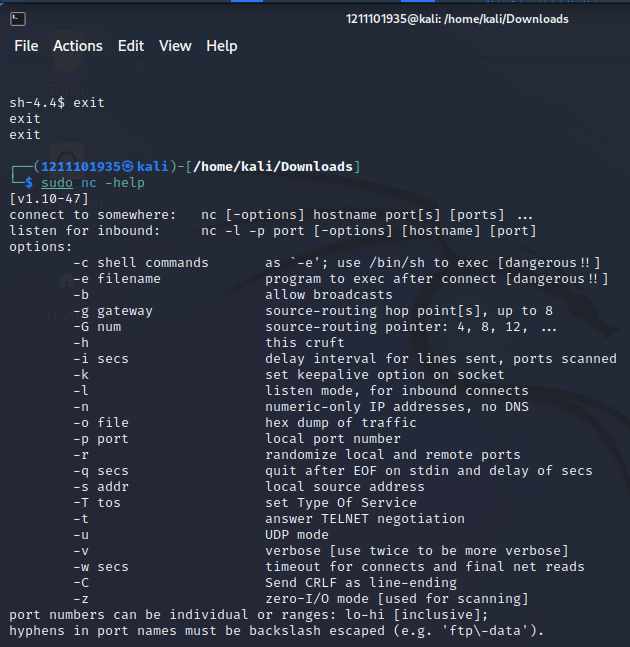 1211101935@kali: /home/kali/Downloads
File Actions Edit View Help
sh-4.4$ exit
exit
exit
┌──(1211101935㉿kali)-[/home/kali/Downloads]
└─$ sudo nc -help
[v1.10-47]
connect to somewhere:   nc [-options] hostname port[s] [ports] ...
listen for inbound:     nc -l -p port [-options] [hostname] [port]
options:
        -c shell commands       as `-e'; use /bin/sh to exec [dangerous!!]
        -e filename             program to exec after connect [dangerous!!]
        -b                      allow broadcasts
        -g gateway              source-routing hop point[s], up to 8
        -G num                  source-routing pointer: 4, 8, 12, ...
        -h                      this cruft
        -i secs                 delay interval for lines sent, ports scanned
        -k                      set keepalive option on socket
        -l                      listen mode, for inbound connects
        -n                      numeric-only IP addresses, no DNS
        -o file                 hex dump of traffic
        -p port                 local port number
        -r                      randomize local and remote ports
        -q secs                 quit after EOF on stdin and delay of secs
        -s addr                 local source address
        -T tos                  set Type Of Service
        -t                      answer TELNET negotiation
        -u                      UDP mode
        -v                      verbose [use twice to be more verbose]
        -w secs                 timeout for connects and final net reads
        -C                      Send CRLF as line-ending
        -z                      zero-I/O mode [used for scanning]
port numbers can be individual or ranges: lo-hi [inclusive];
hyphens in port names must be backslash escaped (e.g. 'ftp\-data').